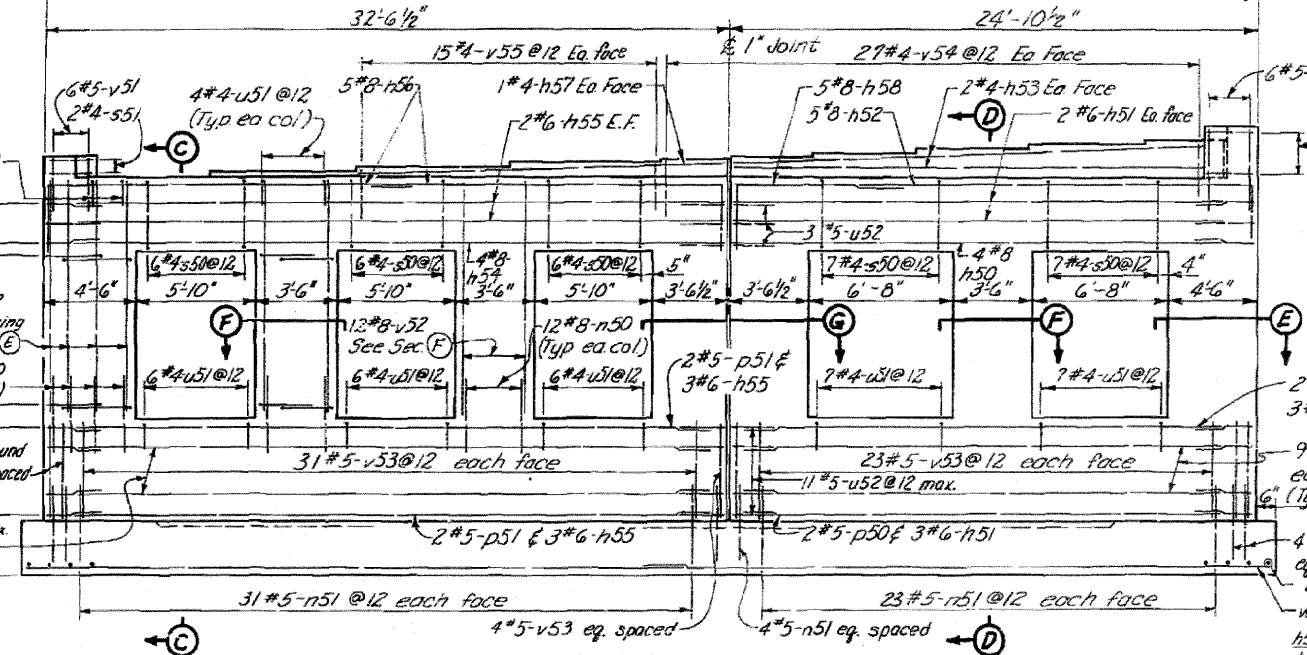 32'-6½"
24'-10½"
15#4-v55@12 Ea. face
℄ 1" Joint
27#4-v54@12 Ea Face
6#5-v51
2#4-s51
4#4-u51@12
(Typ. ea col)
5#8-h56
1#4-h57 Ea Face
5#8-h58
5#8-h52
2#4-h53 Ea Face
6#5-
2#6-h55 E.F.
2#6-h51 Ea. face
C
D
3 #5-u52
6#4-s50@12
6#4-s50@12
4#8-h54
6#4-s50@12
5"
7#4-s50@12
4#8
h50
7#4-s50@12
4"
4'-6"
5'-10"
3'-6"
5'-10"
3'-6"
5'-10"
3'-6½"
3'-6½"
6'-8"
3'-6"
6'-8"
4'-6"
ing
E
F
12#8-v52
See Sec. F
12#8-n50
(Typ ea. col)
G
F
E
2#5-p51 &
3#6-h55
6#4-u51@12
6#4-u51@12
6#4-u51@12
7#4-u51@12
7#4-u51@12
2
3#
und
paced
31#5-v53@12 each face
23#5-v53@12 each face
11#5-u52@12 max.
9
6"
x.
2#5-p51 & 3#6-h55
2#5-p50 & 3#6-h51
4
31#5-n51 @12 each face
23#5-n51@12 each face
4#5-v53 eq. spaced
4#5-n51 eq. spaced
C
D